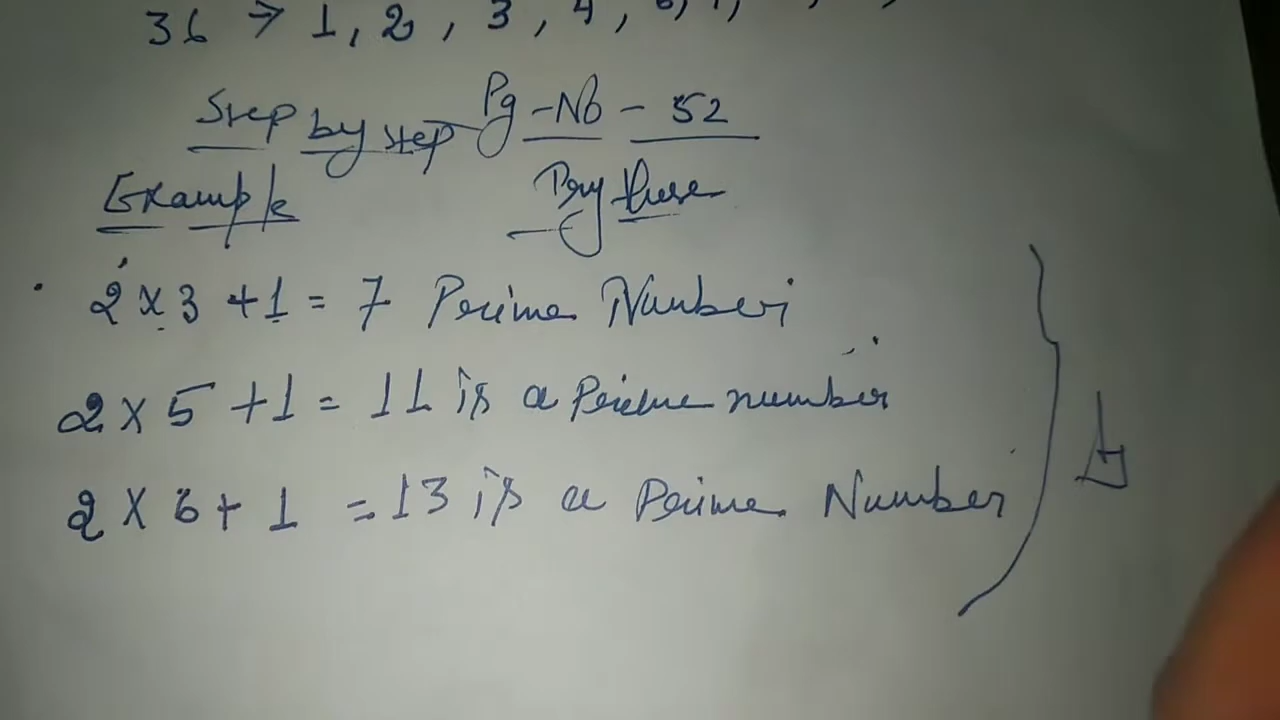 36 → 1, 2, 3, 4, 6,
Step by step Pg-No - 52
Example Try these
2 x 3 + 1 = 7 Prime Number
2 x 5 + 1 = 11 is a Prime number
2 x 6 + 1 = 13 is a Prime Number